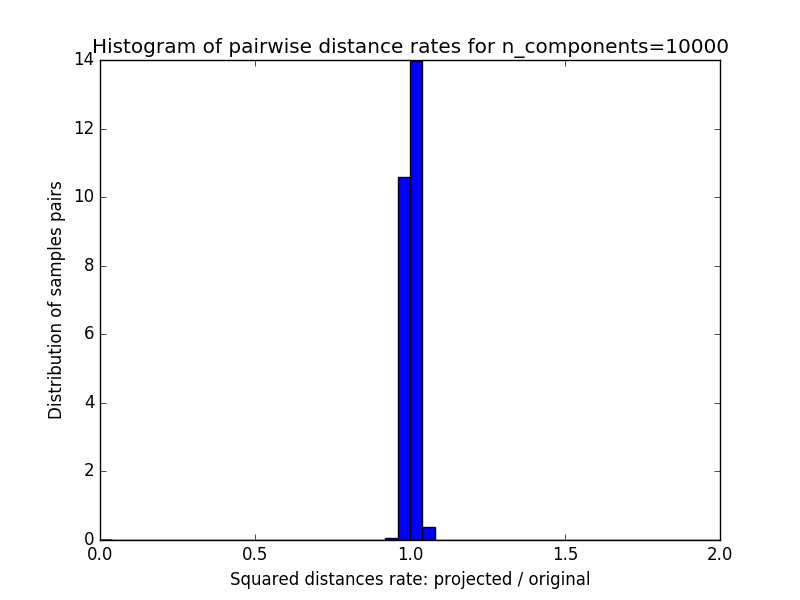 Histogram of pairwise distance rates for n_components=10000
14
12
10
8
6
4
2
0
Distribution of samples pairs
0.0 0.5 1.0 1.5 2.0
Squared distances rate: projected / original